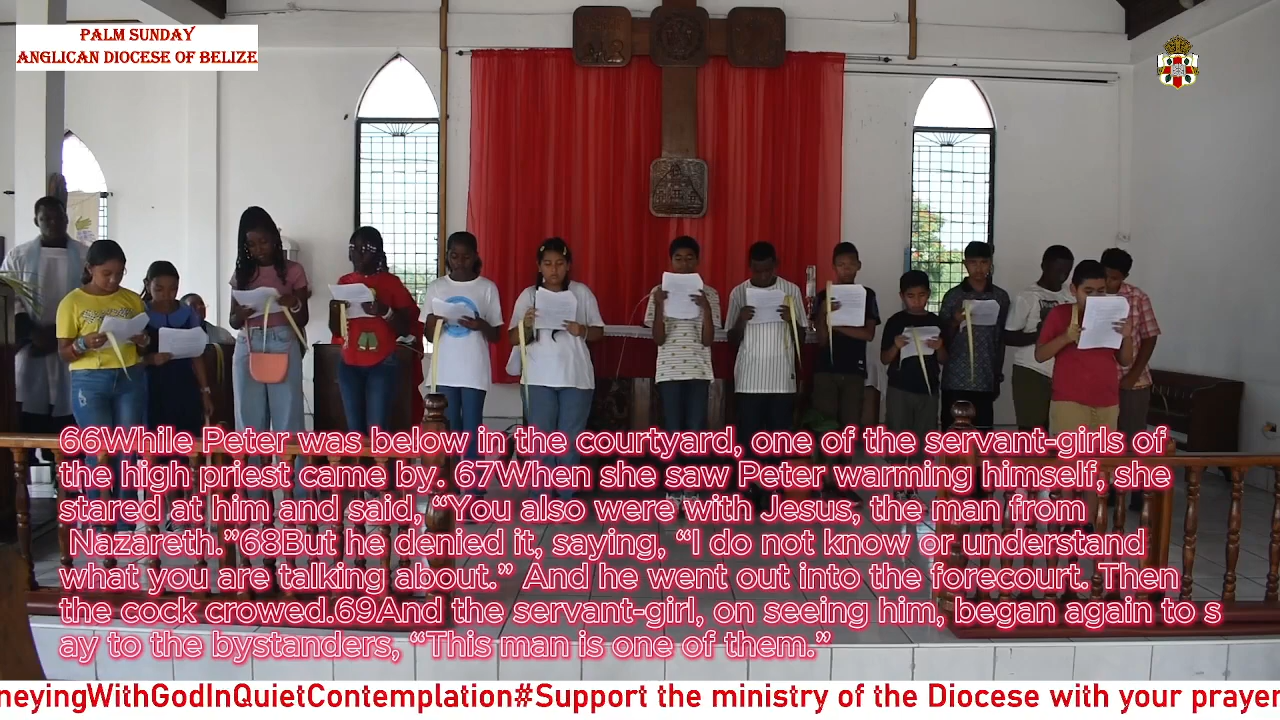 PALM SUNDAY
ANGLICAN DIOCESE OF BELIZE
66While Peter was below in the courtyard, one of the servant-girls of
the high priest came by. 67When she saw Peter warming himself, she
stared at him and said, “You also were with Jesus, the man from
Nazareth.”68But he denied it, saying, “I do not know or understand
what you are talking about.” And he went out into the forecourt. Then
the cock crowed.69And the servant-girl, on seeing him, began again to s
ay to the bystanders, “This man is one of them.”
neyingWithGodInQuietContemplation#Support the ministry of the Diocese with your prayer